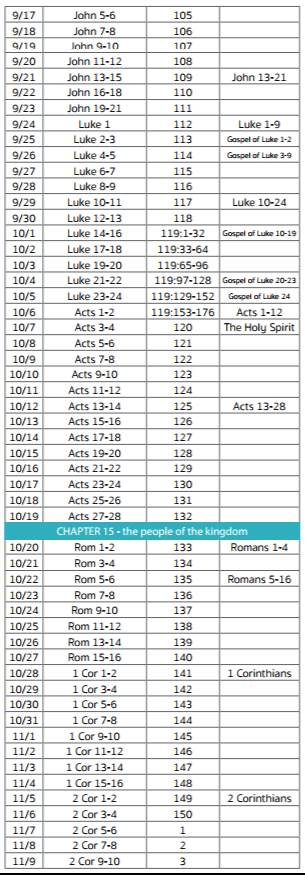 9/17 John 5-6 105
9/18 John 7-8 106
9/19 John 9-10 107
9/20 John 11-12 108
9/21 John 13-15 109 John 13-21
9/22 John 16-18 110
9/23 John 19-21 111
9/24 Luke 1 112 Luke 1-9
9/25 Luke 2-3 113 Gospel of Luke 1-2
9/26 Luke 4-5 114 Gospel of Luke 3-9
9/27 Luke 6-7 115
9/28 Luke 8-9 116
9/29 Luke 10-11 117 Luke 10-24
9/30 Luke 12-13 118
10/1 Luke 14-16 119:1-32 Gospel of Luke 10-19
10/2 Luke 17-18 119:33-64
10/3 Luke 19-20 119:65-96
10/4 Luke 21-22 119:97-128 Gospel of Luke 20-23
10/5 Luke 23-24 119:129-152 Gospel of Luke 24
10/6 Acts 1-2 119:153-176 Acts 1-12
10/7 Acts 3-4 120 The Holy Spirit
10/8 Acts 5-6 121
10/9 Acts 7-8 122
10/10 Acts 9-10 123
10/11 Acts 11-12 124
10/12 Acts 13-14 125 Acts 13-28
10/13 Acts 15-16 126
10/14 Acts 17-18 127
10/15 Acts 19-20 128
10/16 Acts 21-22 129
10/17 Acts 23-24 130
10/18 Acts 25-26 131
10/19 Acts 27-28 132
CHAPTER 15 - the people of the kingdom
10/20 Rom 1-2 133 Romans 1-4
10/21 Rom 3-4 134
10/22 Rom 5-6 135 Romans 5-16
10/23 Rom 7-8 136
10/24 Rom 9-10 137
10/25 Rom 11-12 138
10/26 Rom 13-14 139
10/27 Rom 15-16 140
10/28 1 Cor 1-2 141 1 Corinthians
10/29 1 Cor 3-4 142
10/30 1 Cor 5-6 143
10/31 1 Cor 7-8 144
11/1 1 Cor 9-10 145
11/2 1 Cor 11-12 146
11/3 1 Cor 13-14 147
11/4 1 Cor 15-16 148
11/5 2 Cor 1-2 149 2 Corinthians
11/6 2 Cor 3-4 150
11/7 2 Cor 5-6 1
11/8 2 Cor 7-8 2
11/9 2 Cor 9-10 3